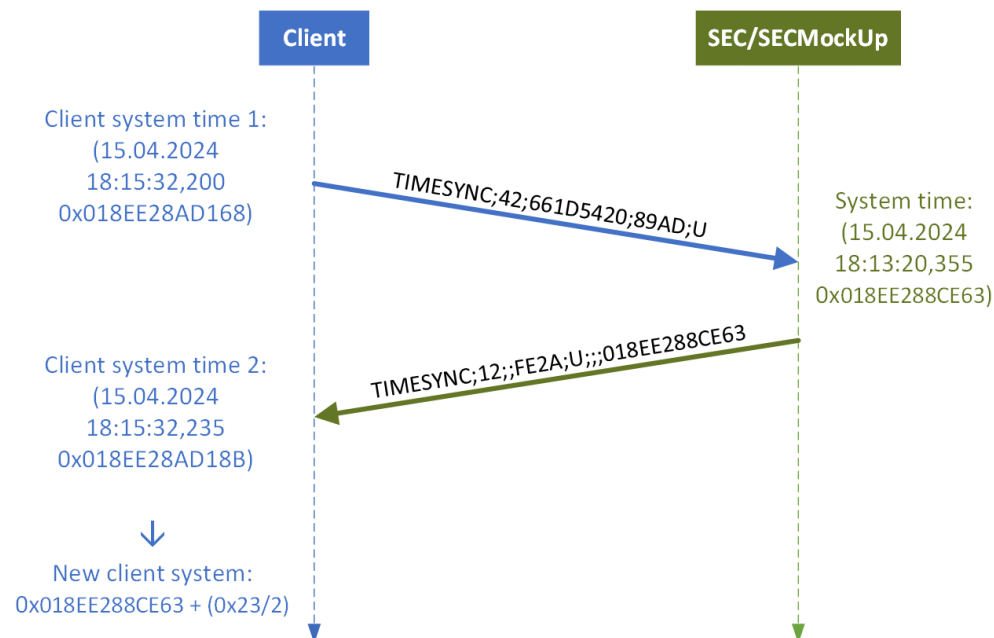 Client
SEC/SECMockUp
Client system time 1:
(15.04.2024
18:15:32,200
0x018EE28AD168)
TIMESYNC;42;661D5420;89AD;U
System time:
(15.04.2024
18:13:20,355
0x018EE288CE63)
TIMESYNC;12;;FE2A;U;;;018EE288CE63
Client system time 2:
(15.04.2024
18:15:32,235
0x018EE28AD18B)
New client system:
0x018EE288CE63 + (0x23/2)